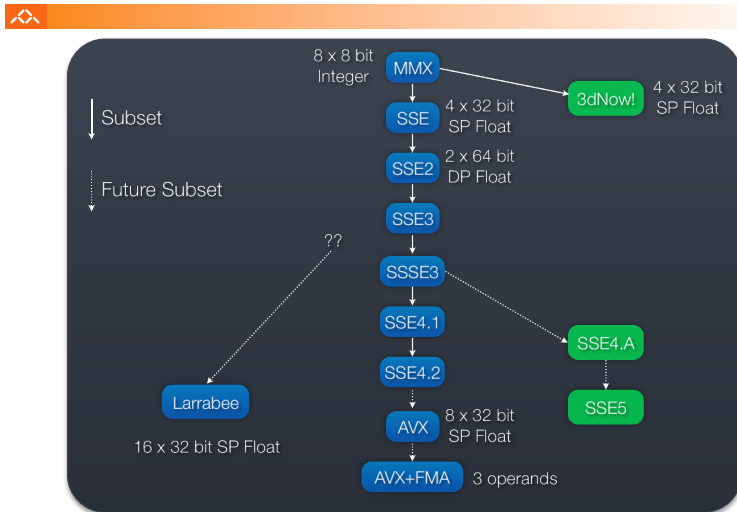 8 x 8 bit
Integer
MMX
3dNow!
4 x 32 bit
SP Float
Subset
SSE
4 x 32 bit
SP Float
SSE2
2 x 64 bit
DP Float
Future Subset
SSE3
??
SSSE3
SSE4.1
SSE4.A
SSE4.2
Larrabee
SSE5
AVX
8 x 32 bit
SP Float
16 x 32 bit SP Float
AVX+FMA
3 operands